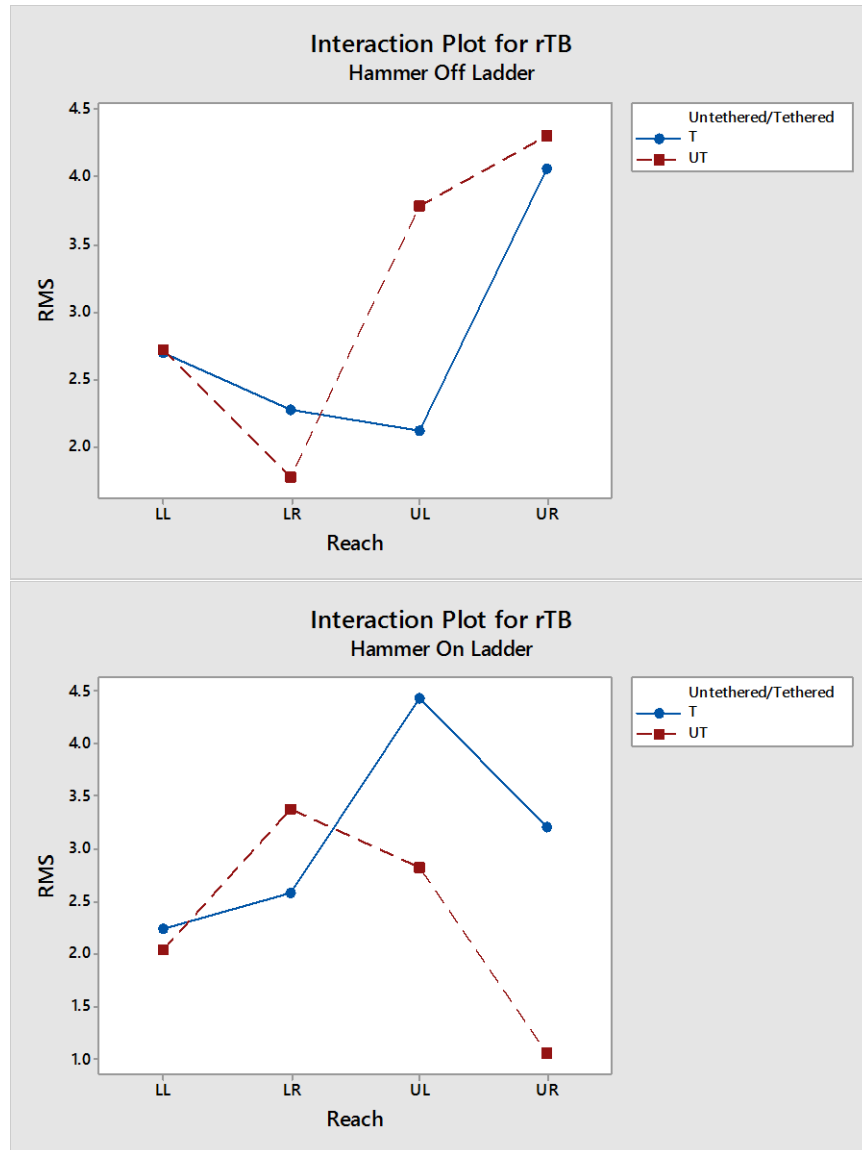 Interaction Plot for rTB
Hammer Off Ladder
Untethered/Tethered
T
UT
4.5
4.0
3.5
3.0
2.5
2.0
RMS
LL LR UL UR
Reach
Interaction Plot for rTB
Hammer On Ladder
Untethered/Tethered
T
UT
4.5
4.0
3.5
3.0
2.5
2.0
1.5
1.0
RMS
LL LR UL UR
Reach